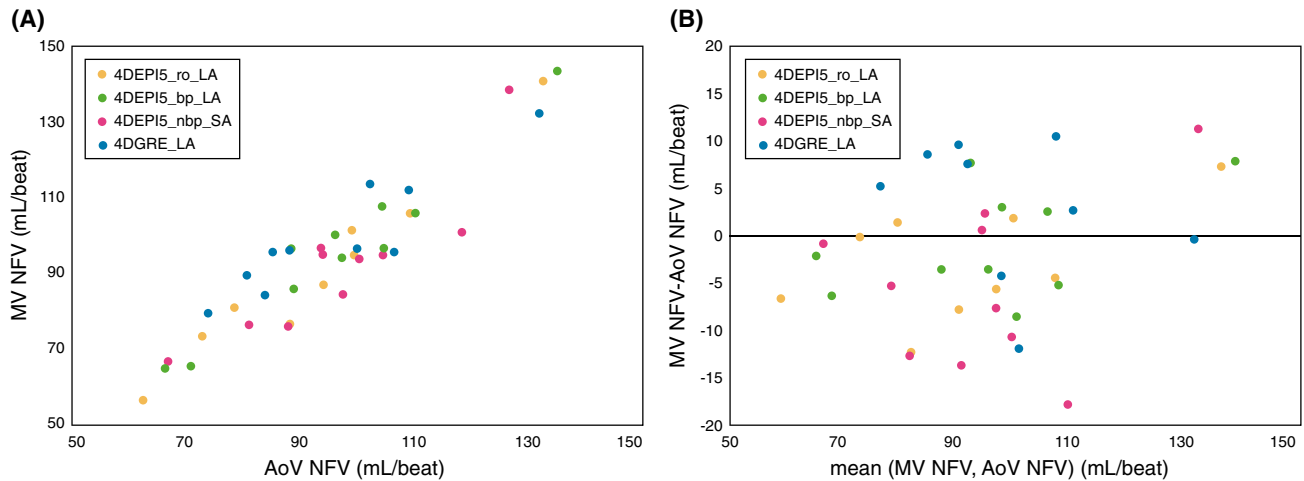 (A)
150
130
110
90
70
50
50 70 90 110 130 150
MV NFV (mL/beat)
AoV NFV (mL/beat)
4DEPI5_ro_LA
4DEPI5_bp_LA
4DEPI5_nbp_SA
4DGRE_LA
(B)
20
15
10
5
0
-5
-10
-15
-20
50 70 90 110 130 150
MV NFV-AoV NFV (mL/beat)
mean (MV NFV, AoV NFV) (mL/beat)
4DEPI5_ro_LA
4DEPI5_bp_LA
4DEPI5_nbp_SA
4DGRE_LA